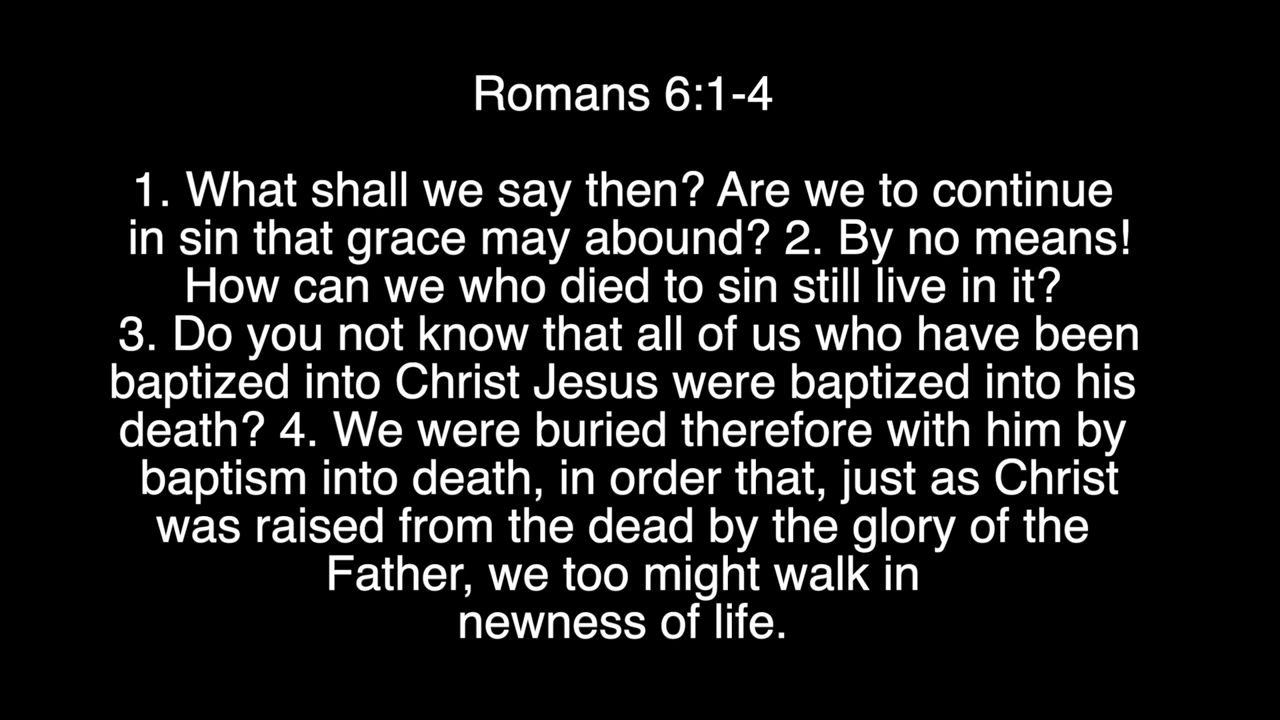 Romans 6:1-4
1. What shall we say then? Are we to continue
in sin that grace may abound? 2. By no means!
How can we who died to sin still live in it?
3. Do you not know that all of us who have been
baptized into Christ Jesus were baptized into his
death? 4. We were buried therefore with him by
baptism into death, in order that, just as Christ
was raised from the dead by the glory of the
Father, we too might walk in
newness of life.